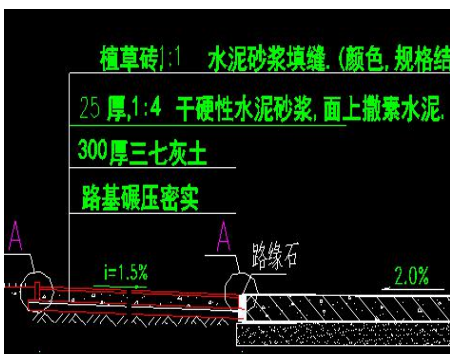 植草砖1:1 水泥砂浆填缝.(颜色,规格结
25 厚,1:4 干硬性水泥砂浆,面上撒素水泥.
300厚三七灰土
路基碾压密实
A A 路缘石
i=1.5% 2.0%